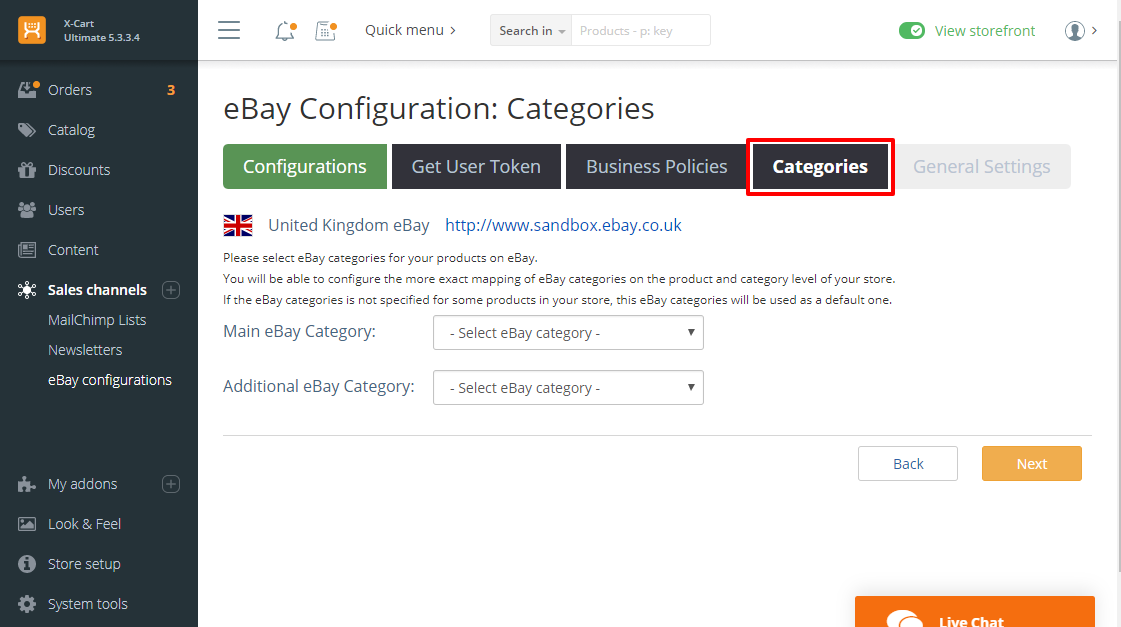 X-Cart
Ultimate 5.3.3.4
Quick menu
Search in
Products - p: key
View storefront
Orders 3
Catalog
Discounts
Users
Content
Sales channels
MailChimp Lists
Newsletters
eBay configurations
My addons
Look & Feel
Store setup
System tools
eBay Configuration: Categories
Configurations
Get User Token
Business Policies
Categories
General Settings
United Kingdom eBay http://www.sandbox.ebay.co.uk
Please select eBay categories for your products on eBay.
You will be able to configure the more exact mapping of eBay categories on the product and category level of your store.
If the eBay categories is not specified for some products in your store, this eBay categories will be used as a default one.
Main eBay Category: - Select eBay category -
Additional eBay Category: - Select eBay category -
Back
Next
Live Chat